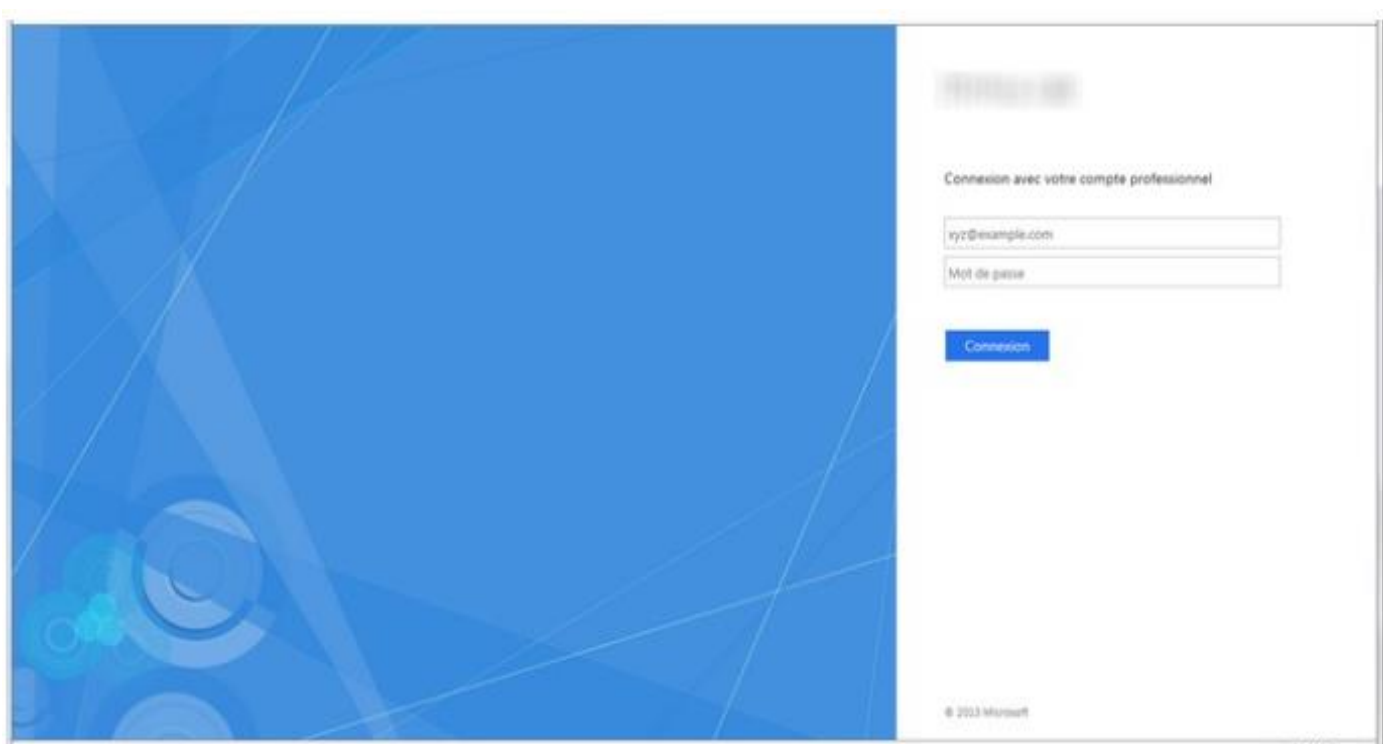 Connexion avec votre compte professionnel
xyz@example.com
Mot de passe
Connexion
© 2013 Microsoft